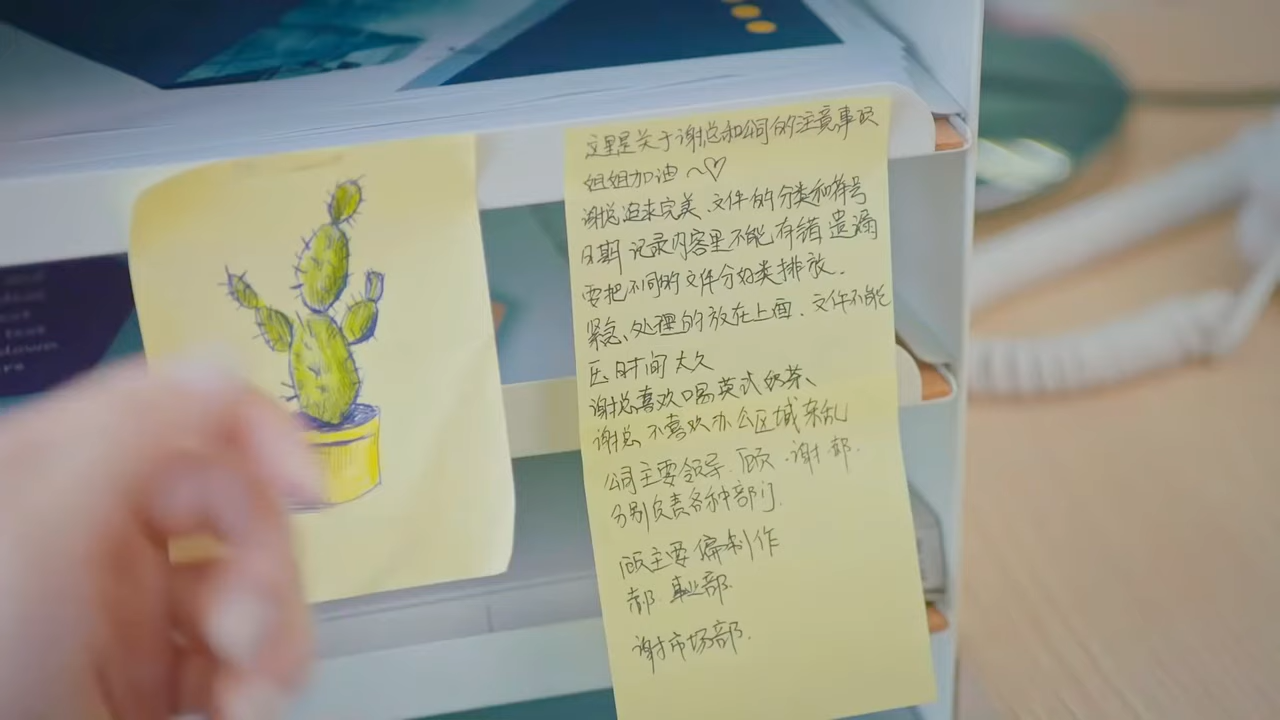 这里是关于谢总和公司的注意事项
姐姐加油~♡
谢总追求完美、文件的分类和符号
日期 记录内容里不能存错遗漏
要把不同的文件分好类排放.
紧急、处理的放在上面. 文件不能
压时间太久
谢总喜欢喝英式奶茶、
谢总 不喜欢办公区域杂乱
公司主要领导. 顾 .谢.郝.
分别负责各种部门.
顾主要偏制作
郝 事业部.
谢市场部.